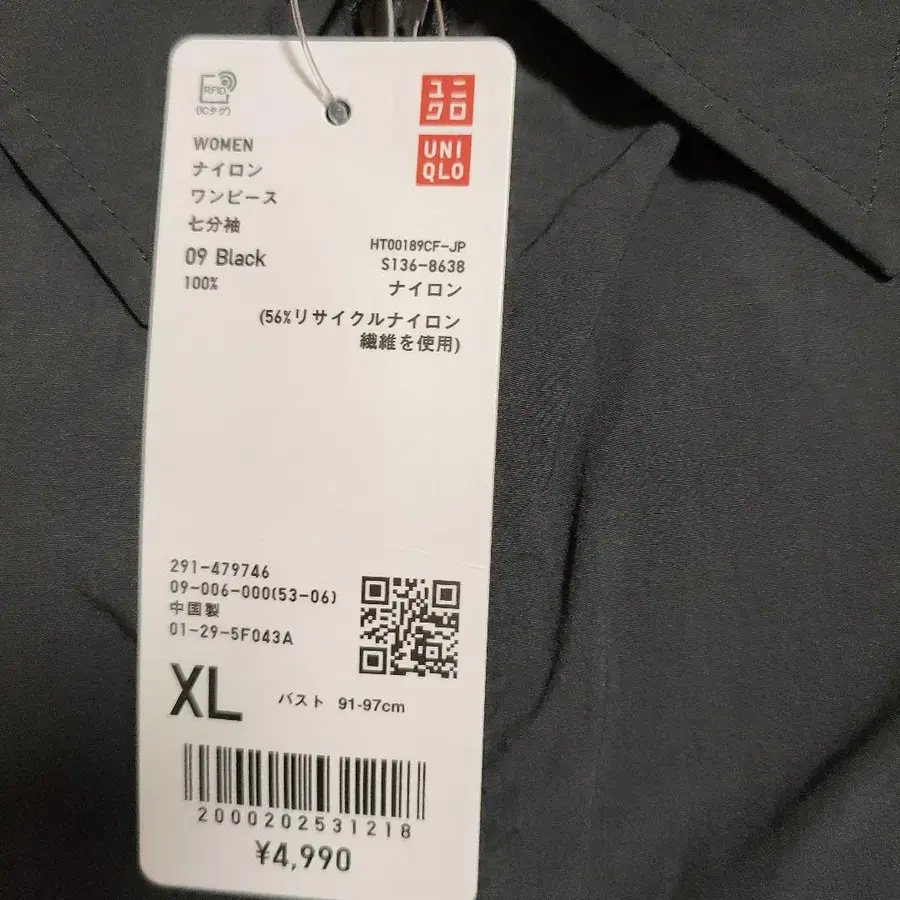 RFID
(ICタグ)
ユニ
クロ
UNI
QLO
WOMEN
ナイロン
ワンピース
七分袖
09 Black
100%
HT00189CF-JP
S136-8638
ナイロン
(56%リサイクルナイロン
繊維を使用)
291-479746
09-006-000(53-06)
中国製
01-29-5F043A
XL
バスト 91-97cm
2000202531218
¥4,990